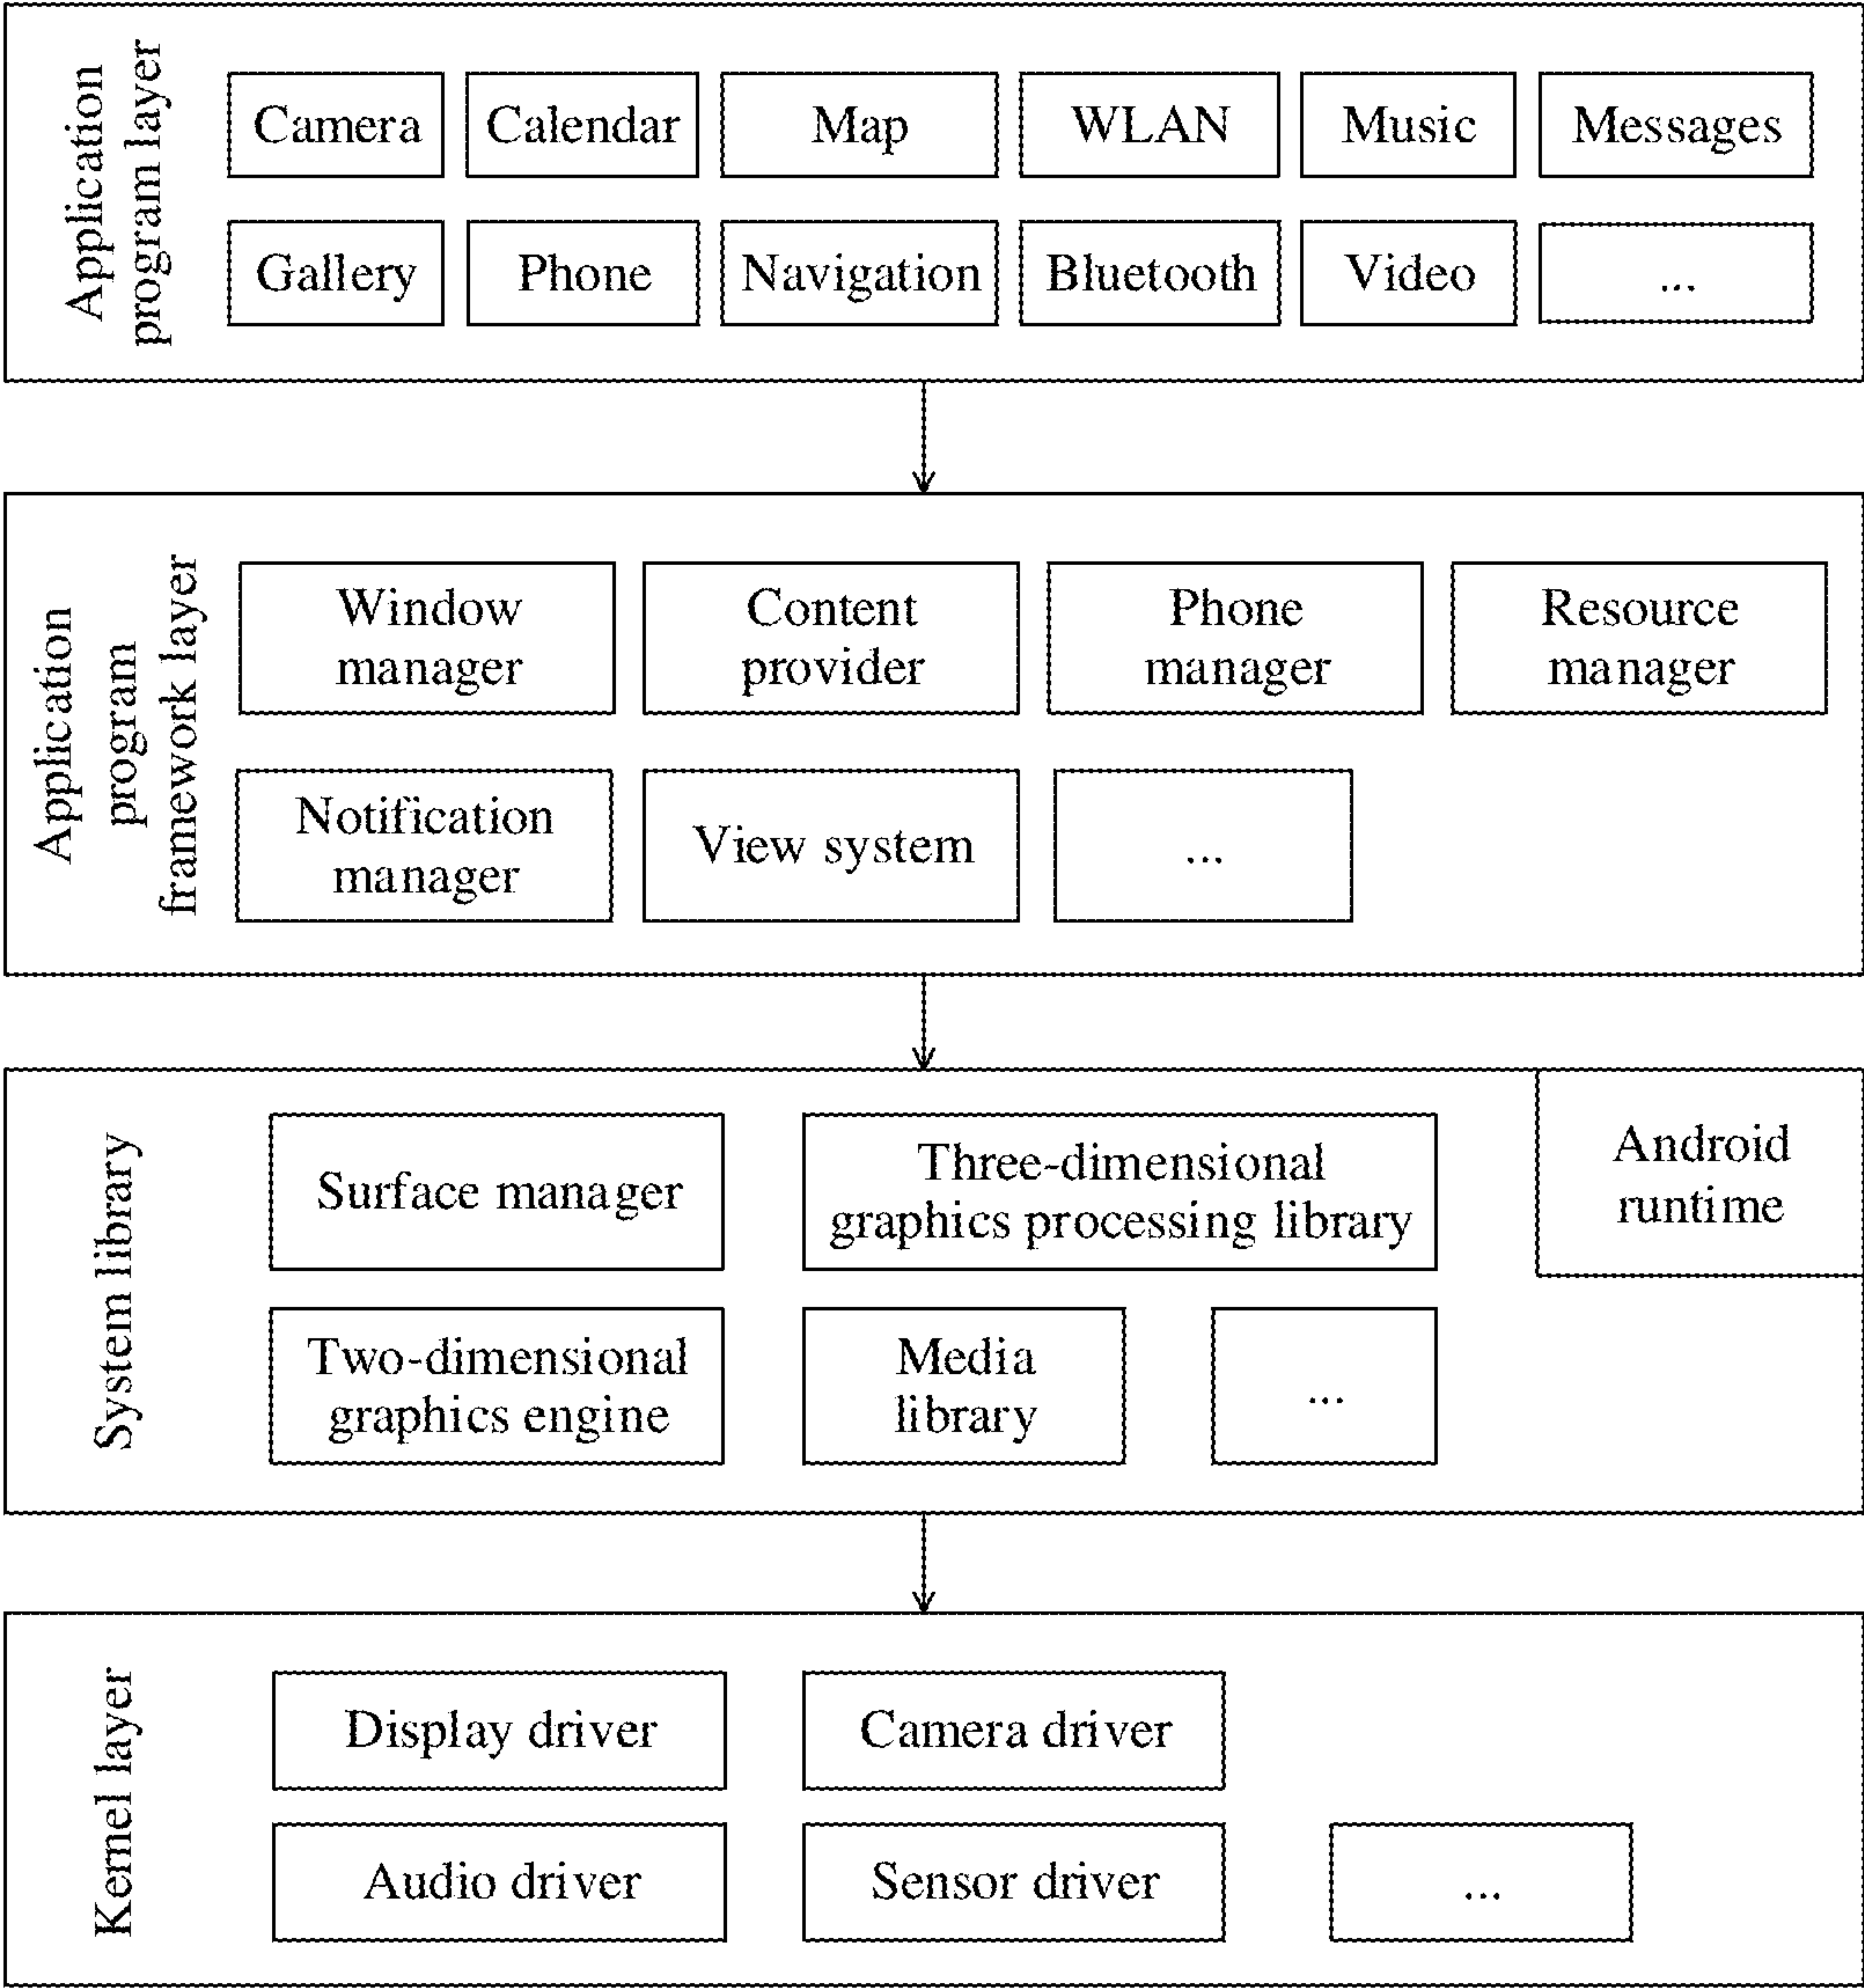 Application
program layer
Camera
Calendar
Map
WLAN
Music
Messages
Gallery
Phone
Navigation
Bluetooth
Video
...
Application
program
framework layer
Window
manager
Content
provider
Phone
manager
Resource
manager
Notification
manager
View system
...
System library
Surface manager
Three-dimensional
graphics processing library
Android
runtime
Two-dimensional
graphics engine
Media
library
...
Kernel layer
Display driver
Camera driver
Audio driver
Sensor driver
...